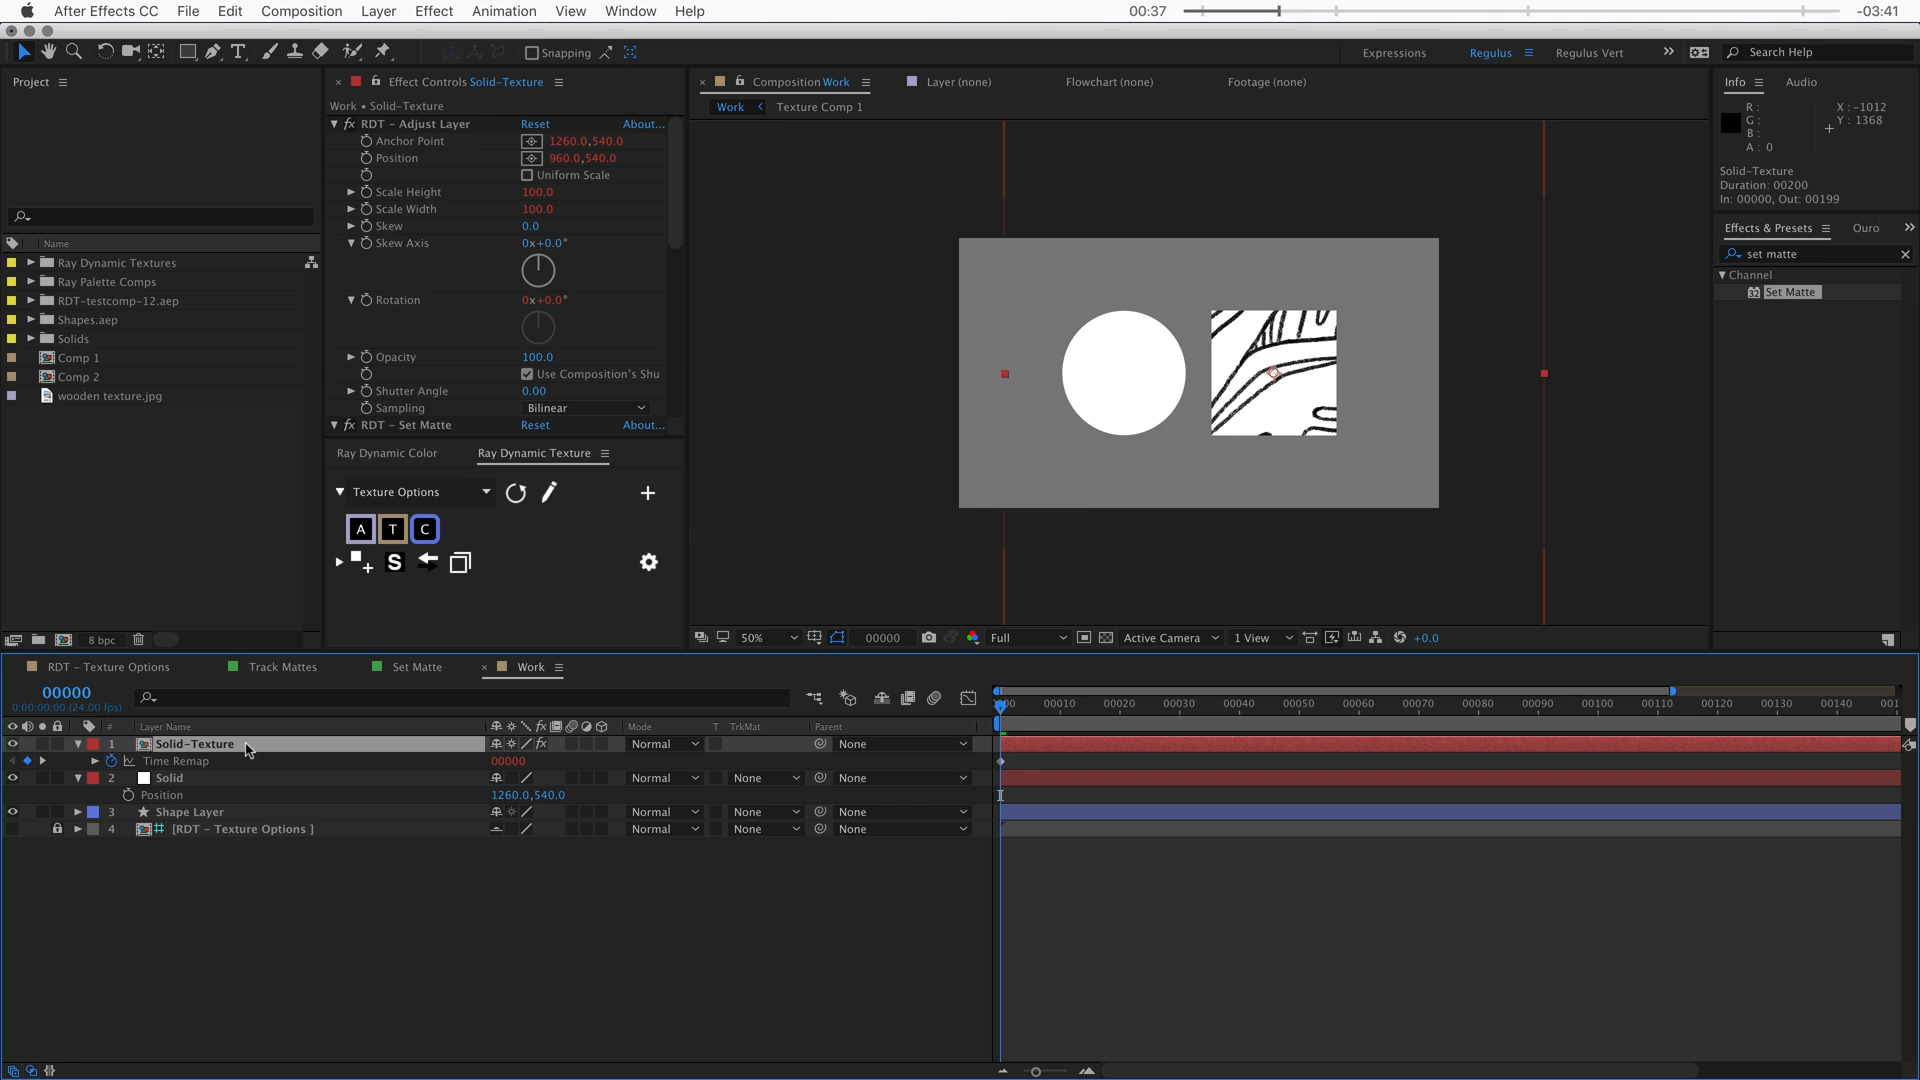 After Effects CC File Edit Composition Layer Effect Animation View Window Help 00:37 -03:41
Snapping Expressions Regulus Regulus Vert Search Help
Project Effect Controls Solid-Texture Composition Work Layer (none) Flowchart (none) Footage (none) Info Audio
Work • Solid-Texture
Work Texture Comp 1
R : X : -1012
G : Y : 1368
B :
A : 0
RDT - Adjust Layer Reset About...
Anchor Point 1260.0,540.0
Position 960.0,540.0
Uniform Scale
Scale Height 100.0
Scale Width 100.0
Skew 0.0
Skew Axis 0x+0.0°
Rotation 0x+0.0°
Opacity 100.0
Use Composition's Shu
Shutter Angle 0.00
Sampling Bilinear
RDT - Set Matte Reset About...
Solid-Texture
Duration: 00200
In: 00000, Out: 00199
Effects & Presets Ouro
set matte
Channel
32 Set Matte
Name
Ray Dynamic Textures
Ray Palette Comps
RDT-testcomp-12.aep
Shapes.aep
Solids
Comp 1
Comp 2
wooden texture.jpg
Ray Dynamic Color Ray Dynamic Texture
Texture Options
A T C
S
8 bpc
50% 00000 Full Active Camera 1 View +0.0
RDT - Texture Options Track Mattes Set Matte Work
00000
0:00:00:00 (24.00 fps)
00 00010 00020 00030 00040 00050 00060 00070 00080 00090 00100 00110 00120 00130 00140 001
# Layer Name Mode T TrkMat Parent
1 Solid-Texture Normal None
Time Remap 00000
2 Solid Normal None None
Position 1260.0,540.0
3 Shape Layer Normal None None
4 [RDT - Texture Options ] Normal None None